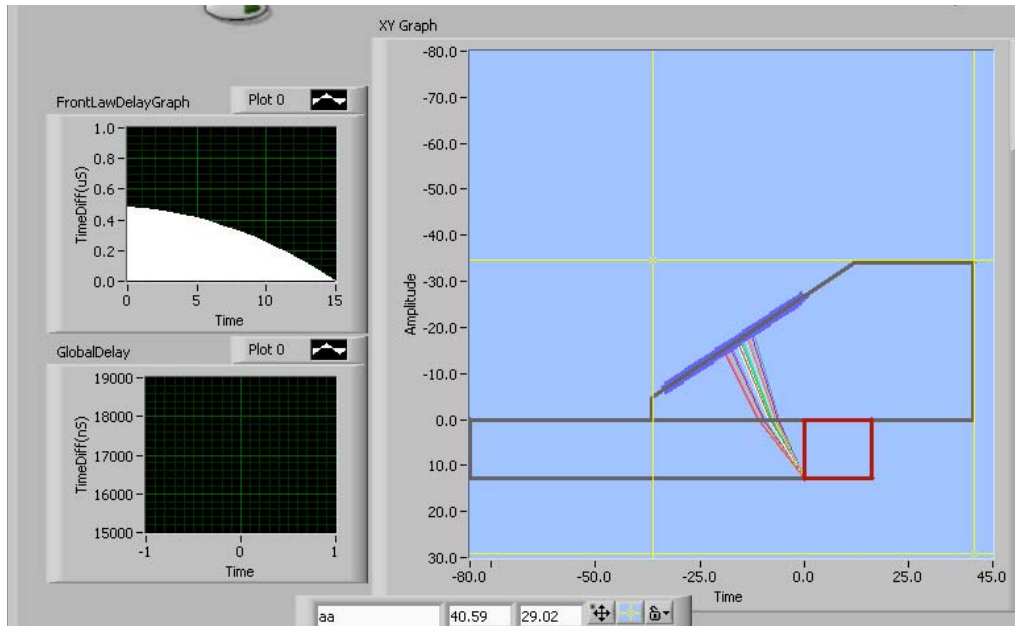 XY Graph
FrontLawDelayGraph
Plot 0
1.0
0.8
0.6
0.4
0.2
0.0
TimeDiff(uS)
0 5 10 15
Time
GlobalDelay
Plot 0
19000
18000
17000
16000
15000
TimeDiff(nS)
-1 0 1
Time
-80.0
-70.0
-60.0
-50.0
-40.0
-30.0
-20.0
-10.0
0.0
10.0
20.0
30.0
Amplitude
-80.0 -50.0 -25.0 0.0 25.0 45.0
Time
aa 40.59 29.02